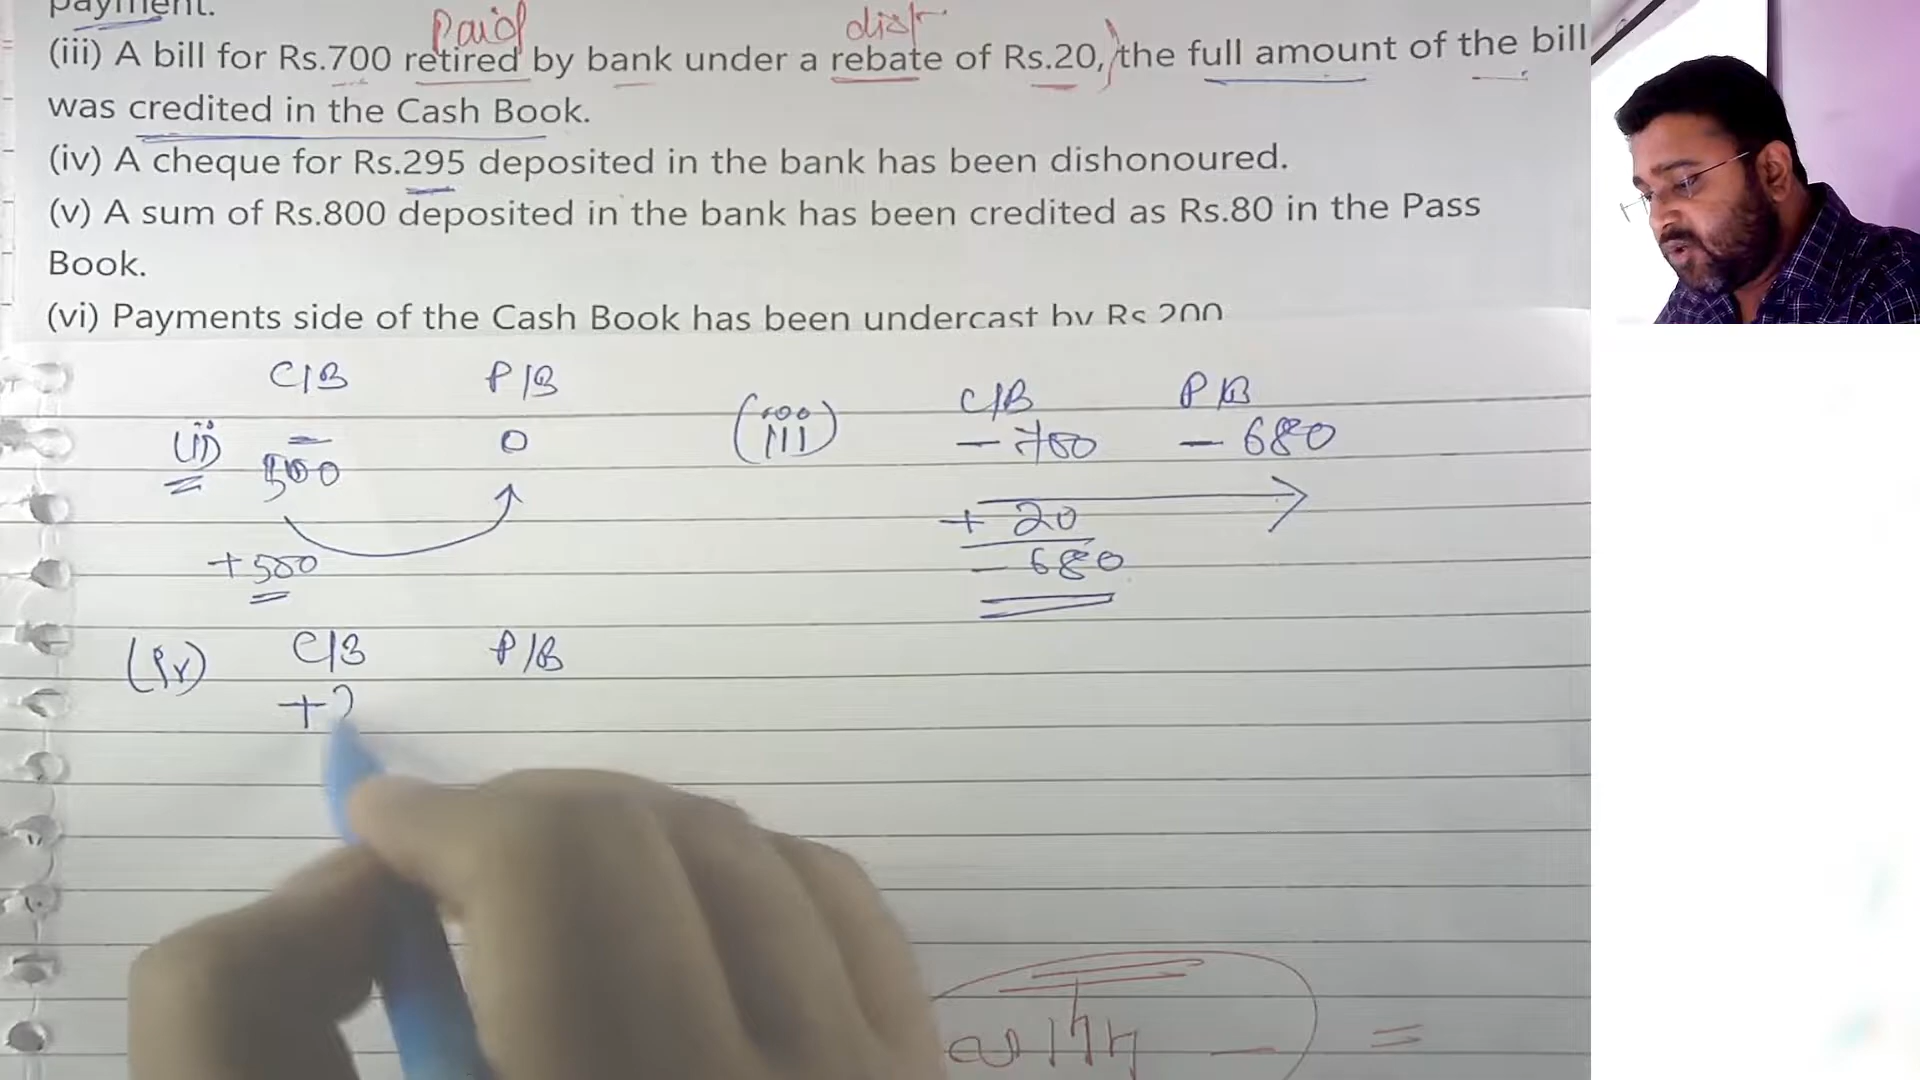 payment.
paid dist
(iii) A bill for Rs.700 retired by bank under a rebate of Rs.20, the full amount of the bill
was credited in the Cash Book.
(iv) A cheque for Rs.295 deposited in the bank has been dishonoured.
(v) A sum of Rs.800 deposited in the bank has been credited as Rs.80 in the Pass
Book.
(vi) Payments side of the Cash Book has been undercast by Rs 200
C/B P/B
(ii) – 500 0
+500
(iii) C/B P/B
– 700 – 680
+ 20
– 680
(iv) C/B P/B
+2